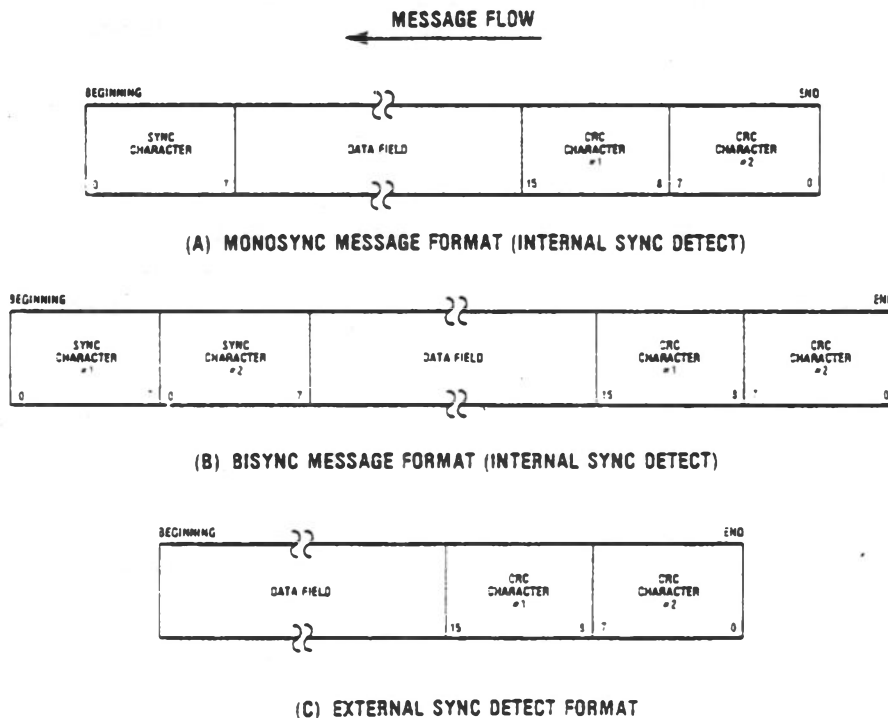 MESSAGE FLOW
BEGINNING END
SYNC CHARACTER
DATA FIELD
CRC CHARACTER #1
CRC CHARACTER #2
0 7 15 8 7 0
(A) MONOSYNC MESSAGE FORMAT (INTERNAL SYNC DETECT)
BEGINNING END
SYNC CHARACTER #1
SYNC CHARACTER #2
DATA FIELD
CRC CHARACTER #1
CRC CHARACTER #2
0 0 7 15 8 0
(B) BISYNC MESSAGE FORMAT (INTERNAL SYNC DETECT)
BEGINNING END
DATA FIELD
CRC CHARACTER #1
CRC CHARACTER #2
15 7 0
(C) EXTERNAL SYNC DETECT FORMAT